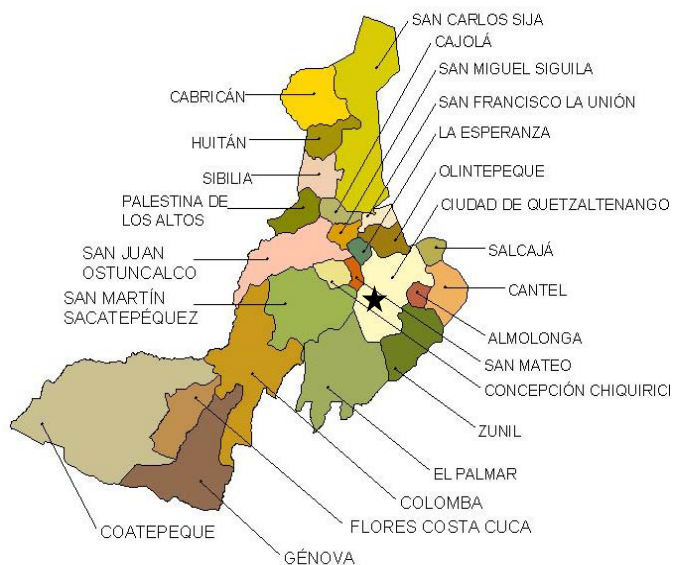 SAN CARLOS SIJA
CAJOLÁ
SAN MIGUEL SIGUILA
CABRICÁN
SAN FRANCISCO LA UNIÓN
LA ESPERANZA
HUITÁN
OLINTEPEQUE
SIBILIA
PALESTINA DE
LOS ALTOS
CIUDAD DE QUETZALTENANGO
SALCAJÁ
SAN JUAN
OSTUNCALCO
CANTEL
SAN MARTÍN
SACATEPÉQUEZ
ALMOLONGA
SAN MATEO
CONCEPCIÓN CHIQUIRICI
ZUNIL
EL PALMAR
COLOMBA
FLORES COSTA CUCA
COATEPEQUE
GÉNOVA